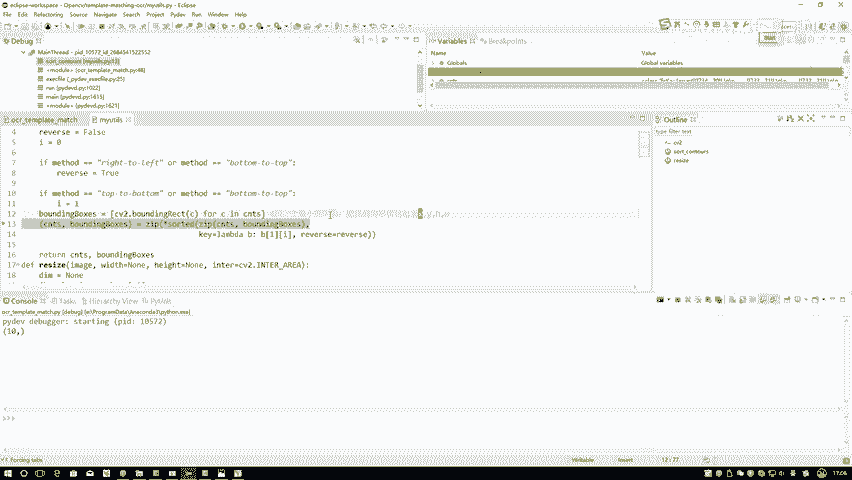 eclipse-workspace - Opencv/template-matching-ocr/myutils.py - Eclipse
File Edit Source Refactoring Navigate Search Project Pydev Run Window Help
Debug
MainThread - pid_10572_id_2684541522552
sort_contours [myutils.py:13]
<module> [ocr_template_match.py:48]
execfile [_pydev_execfile.py:25]
run [pydevd.py:1022]
main [pydevd.py:1615]
<module> [pydevd.py:1621]
Variables
Breakpoints
Name
Value
Globals
Global variables
cnts
ocr_template_match
myutils
4 reverse = False
5 i = 0
6
7 if method == "right-to-left" or method == "bottom-to-top":
8 reverse = True
9
10 if method == "top-to-bottom" or method == "bottom-to-top":
11 i = 1
12 boundingBoxes = [cv2.boundingRect(c) for c in cnts]
13 (cnts, boundingBoxes) = zip(*sorted(zip(cnts, boundingBoxes),
14 key=lambda b: b[1][i], reverse=reverse))
15
16 return cnts, boundingBoxes
17 def resize(image, width=None, height=None, inter=cv2.INTER_AREA):
18 dim = None
Outline
type filter text
cv2
sort_contours
resize
Console
Tasks
Hierarchy View
PyUnit
ocr_template_match.py [debug] [e:\ProgramData\Anaconda3\python.exe]
pydev debugger: starting (pid: 10572)
(10,)
>>>
Writable
Insert
12 : 77
17:06